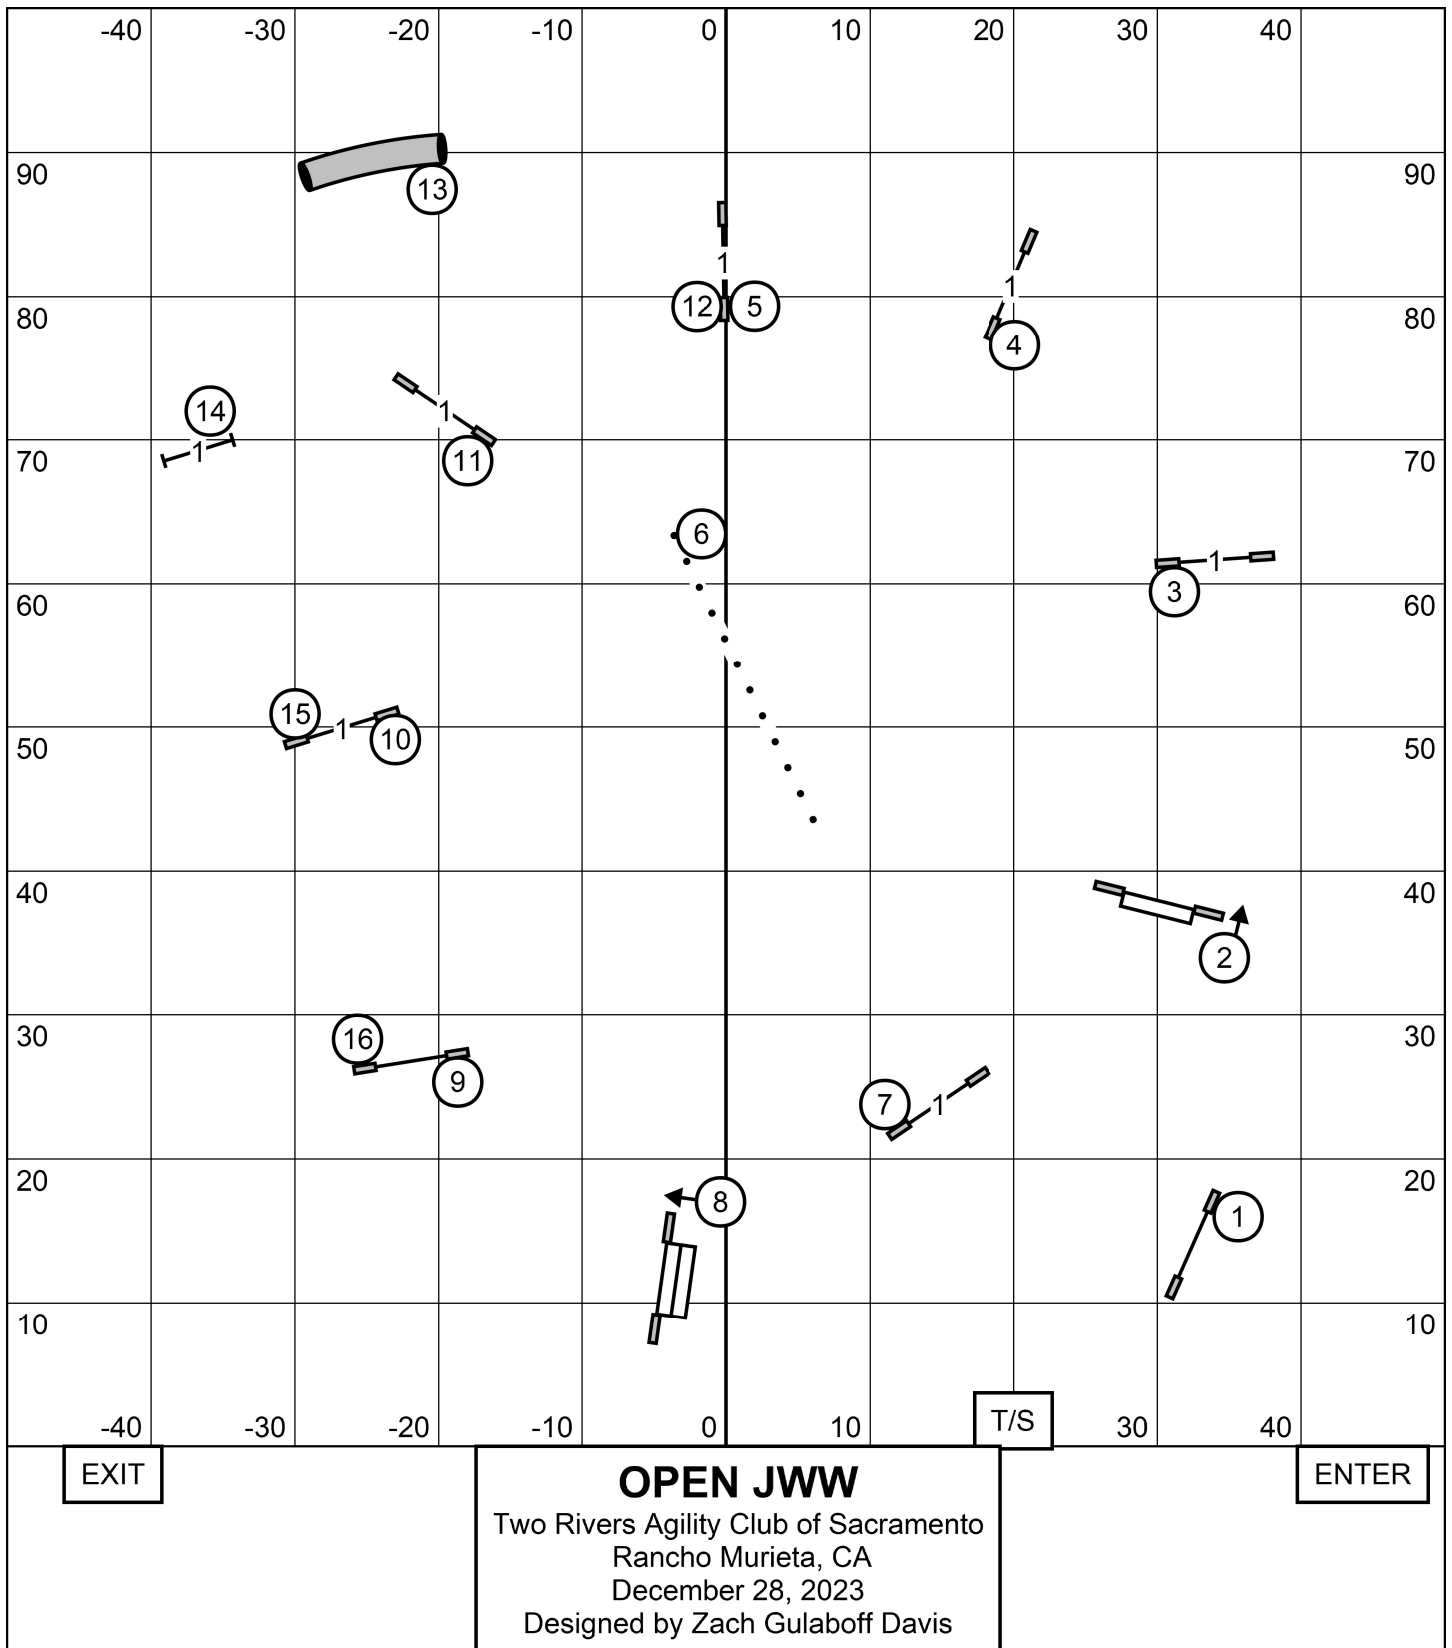 -40 -30 -20 -10 0 10 20 30 40
90 13 90
1
12 5 1
80 4 80
14 1
1
70 11 70
6
1
60 3 60
15 1 10
50 50
40 2 40
30 16 30
9 7 1
20 8 1 20
10 10
-40 -30 -20 -10 0 10 T/S 30 40
EXIT OPEN JWW ENTER
Two Rivers Agility Club of Sacramento
Rancho Murieta, CA
December 28, 2023
Designed by Zach Gulaboff Davis